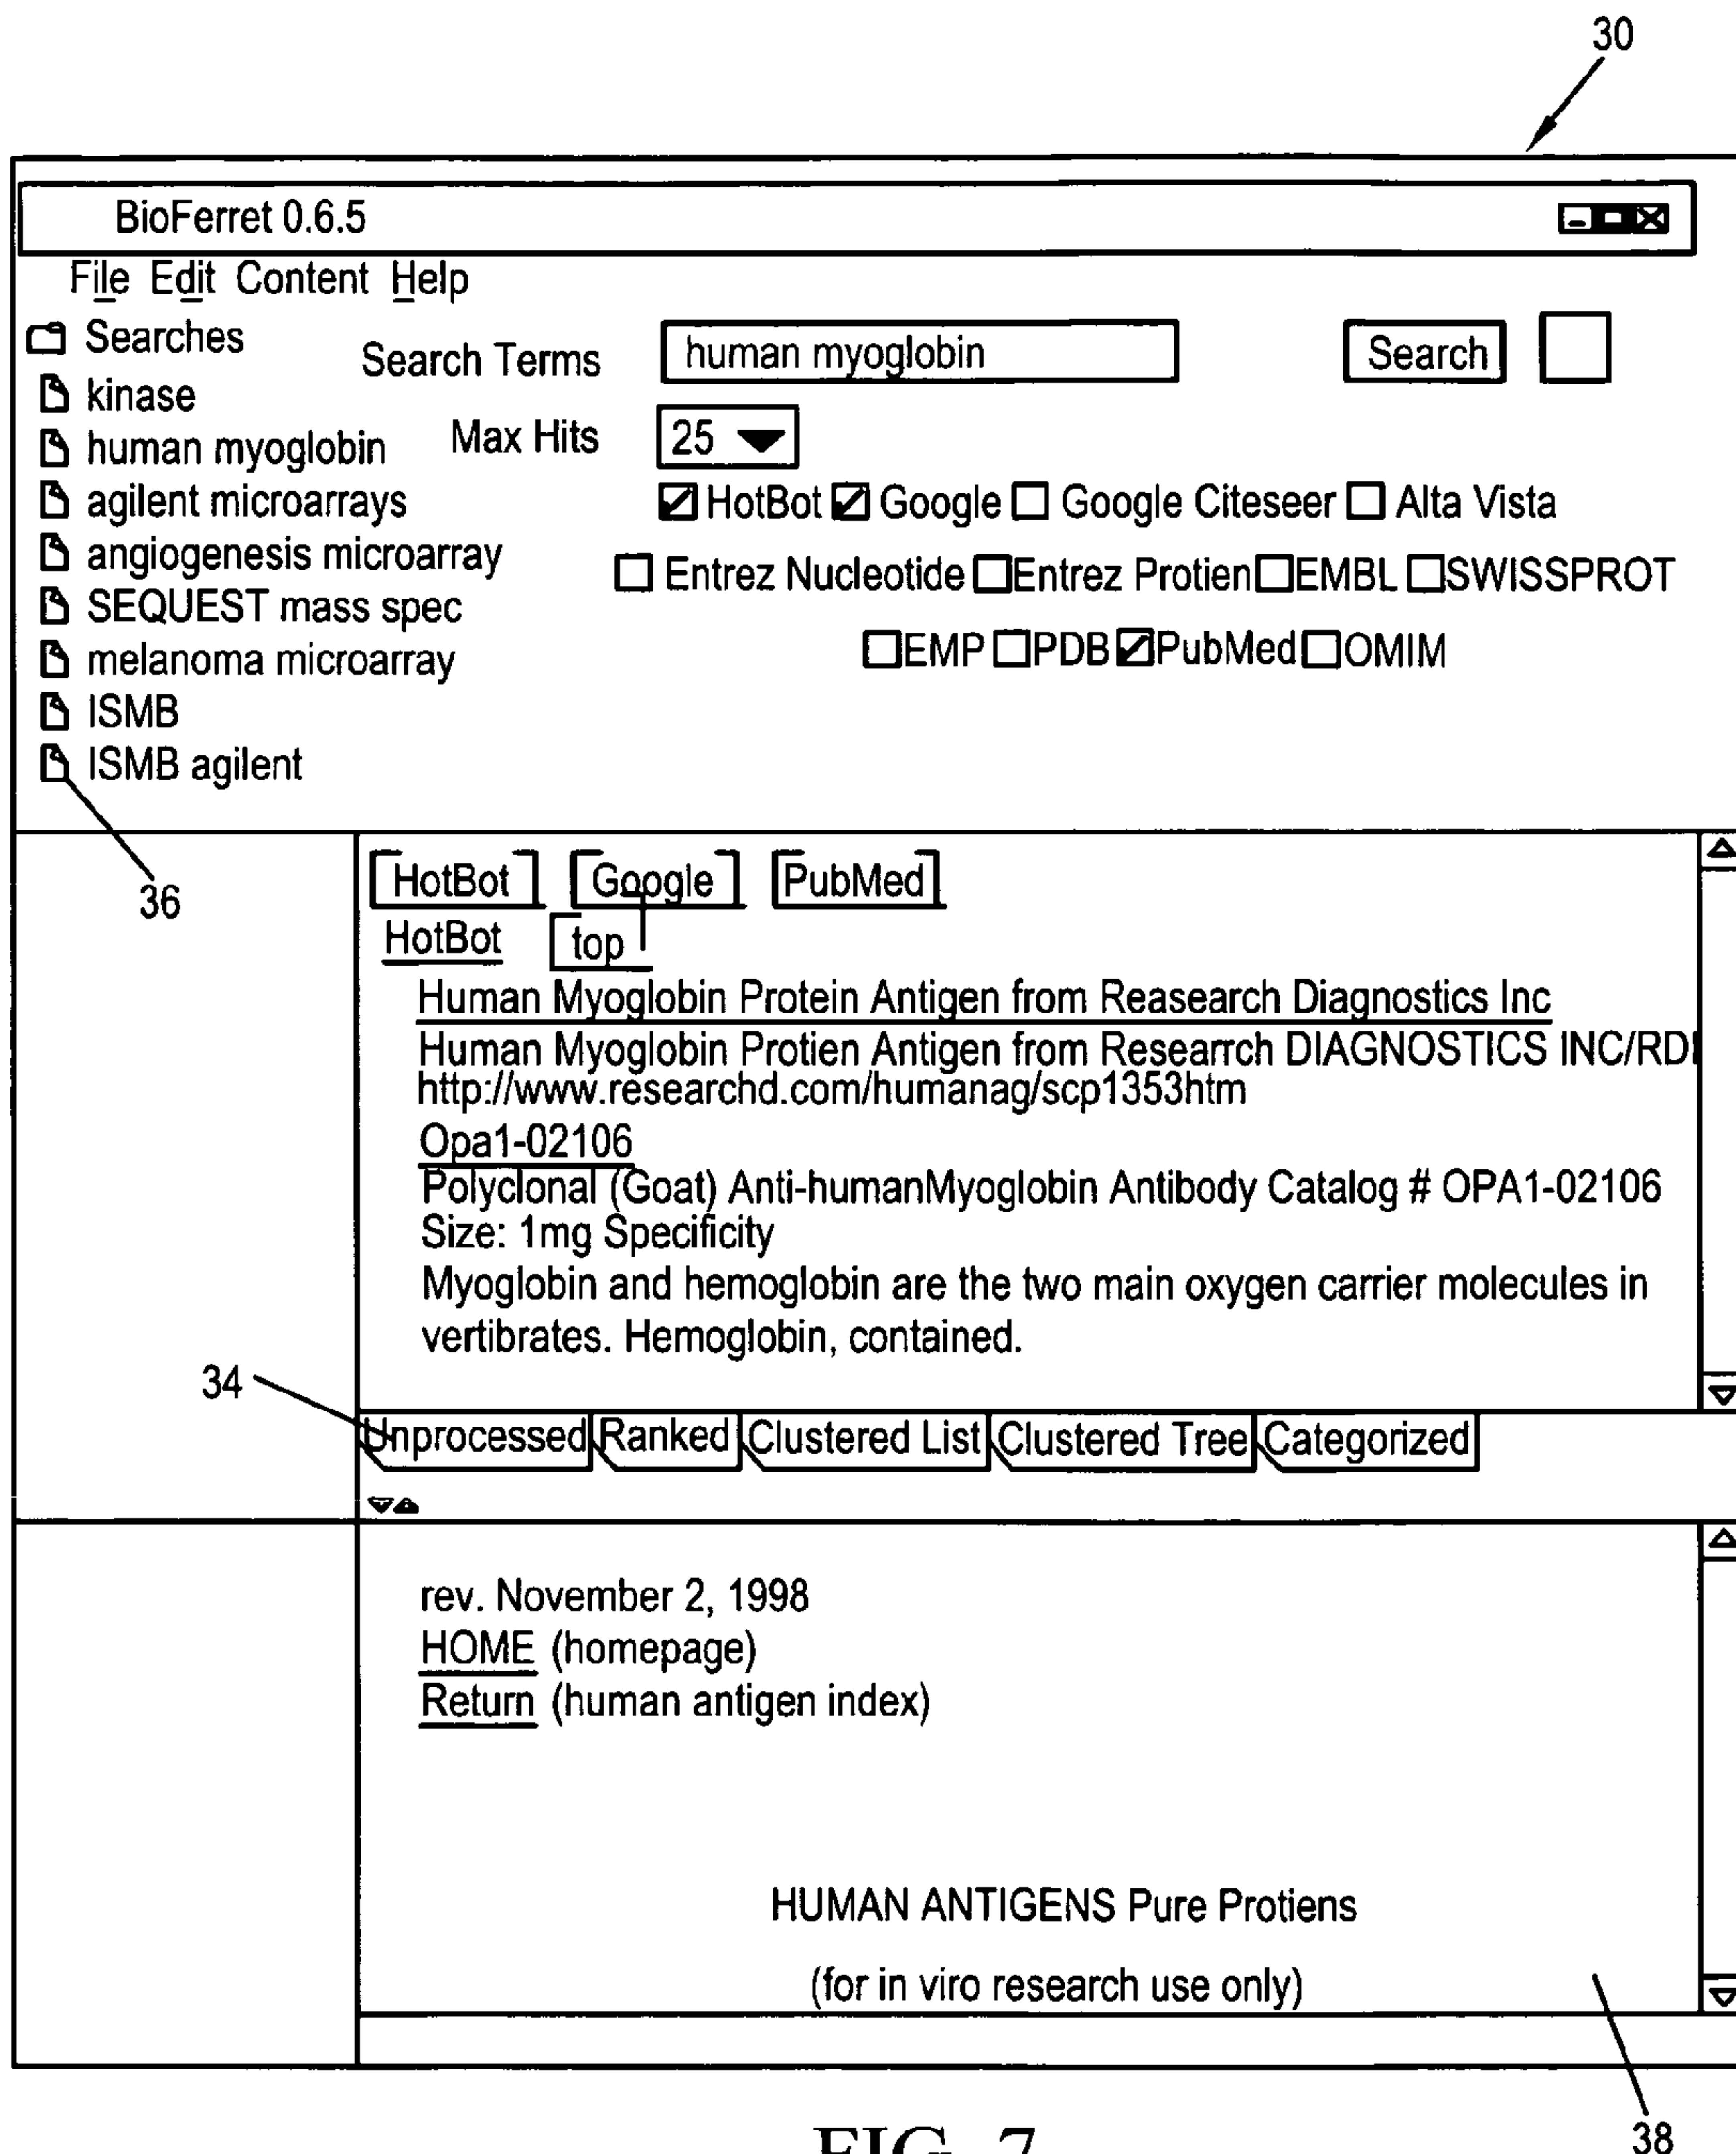 30
BioFerret 0.6.5
File Edit Content Help
Searches
kinase
human myoglobin
agilent microarrays
angiogenesis microarray
SEQUEST mass spec
melanoma microarray
ISMB
ISMB agilent
Search Terms human myoglobin Search
Max Hits 25
HotBot Google Google Citeseer Alta Vista
Entrez Nucleotide Entrez Protien EMBL SWISSPROT
EMP PDB PubMed OMIM
36
HotBot Google PubMed
HotBot top
Human Myoglobin Protein Antigen from Reasearch Diagnostics Inc
Human Myoglobin Protien Antigen from Researrch DIAGNOSTICS INC/RDI
http://www.researchd.com/humanag/scp1353htm
Opa1-02106
Polyclonal (Goat) Anti-humanMyoglobin Antibody Catalog # OPA1-02106
Size: 1mg Specificity
Myoglobin and hemoglobin are the two main oxygen carrier molecules in
vertibrates. Hemoglobin, contained.
34
Unprocessed Ranked Clustered List Clustered Tree Categorized
rev. November 2, 1998
HOME (homepage)
Return (human antigen index)
HUMAN ANTIGENS Pure Protiens
(for in viro research use only)
38
FIG. 7